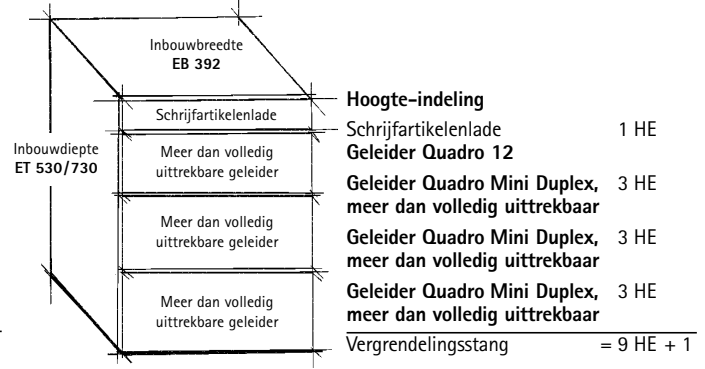 Inbouwbreedte
EB 392
Schrijfartikelenlade
Inbouwdiepte
ET 530/730
Meer dan volledig
uittrekbare geleider
Meer dan volledig
uittrekbare geleider
Meer dan volledig
uittrekbare geleider
Hoogte-indeling
Schrijfartikelenlade 1 HE
Geleider Quadro 12
Geleider Quadro Mini Duplex, 3 HE
meer dan volledig uittrekbaar
Geleider Quadro Mini Duplex, 3 HE
meer dan volledig uittrekbaar
Geleider Quadro Mini Duplex, 3 HE
meer dan volledig uittrekbaar
Vergrendelingsstang = 9 HE + 1